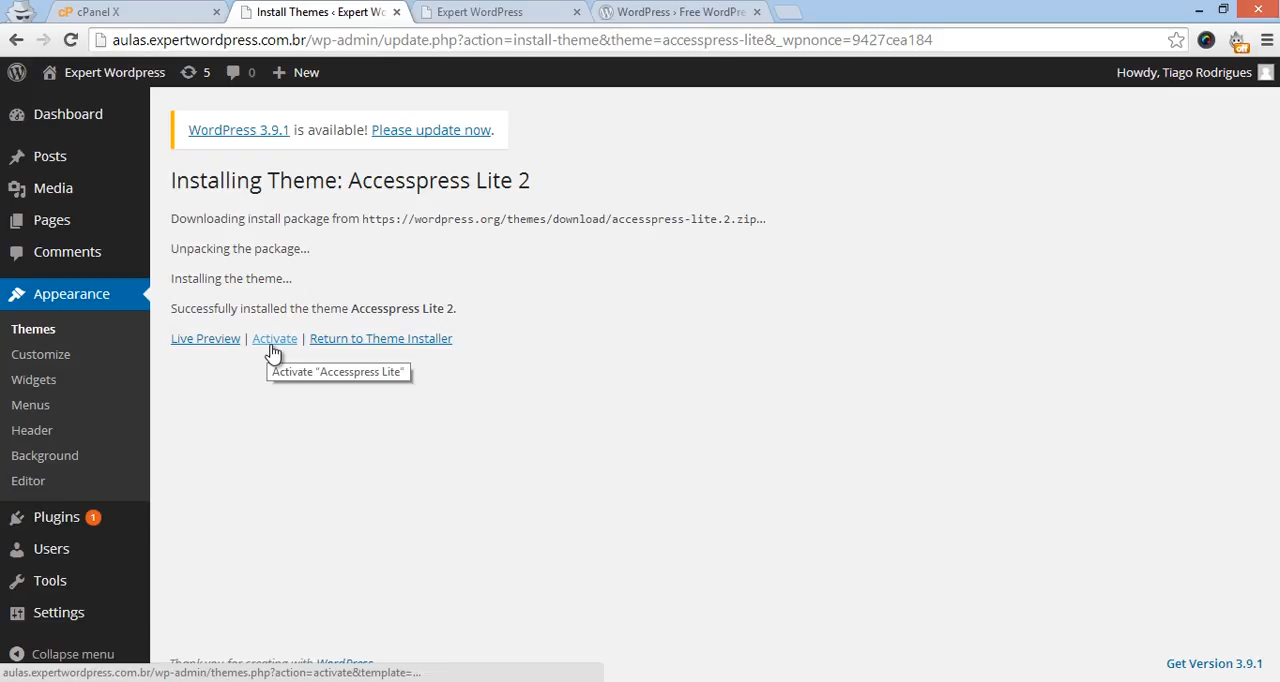 cPanel X
Install Themes ‹ Expert Wo
Expert WordPress
WordPress › Free WordPre
aulas.expertwordpress.com.br/wp-admin/update.php?action=install-theme&theme=accesspress-lite&_wpnonce=9427cea184
off
Expert Wordpress
5
0
New
Howdy, Tiago Rodrigues
Dashboard
Posts
Media
Pages
Comments
Appearance
Themes
Customize
Widgets
Menus
Header
Background
Editor
Plugins 1
Users
Tools
Settings
Collapse menu
WordPress 3.9.1 is available! Please update now.
Installing Theme: Accesspress Lite 2
Downloading install package from https://wordpress.org/themes/download/accesspress-lite.2.zip…
Unpacking the package…
Installing the theme…
Successfully installed the theme Accesspress Lite 2.
Live Preview | Activate | Return to Theme Installer
Activate “Accesspress Lite”
Thank you for creating with WordPress
Get Version 3.9.1
aulas.expertwordpress.com.br/wp-admin/themes.php?action=activate&template=...